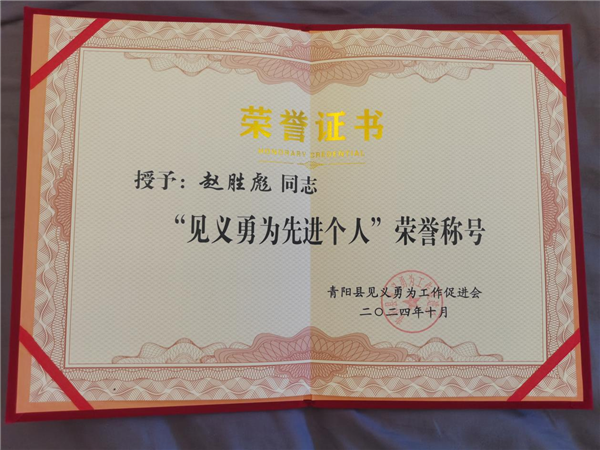 荣誉证书
授予：赵胜彪 同志
“见义勇为先进个人”荣誉称号
青阳县见义勇为工作促进会
二〇二四年十月